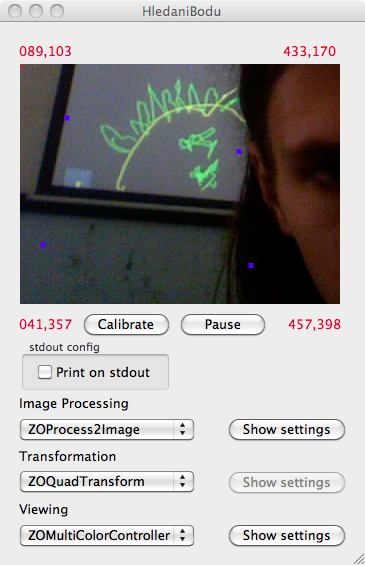 HledaniBodu
089,103 433,170
041,357 Calibrate Pause 457,398
stdout config
Print on stdout
Image Processing
ZOProcess2Image Show settings
Transformation
ZOQuadTransform Show settings
Viewing
ZOMultiColorController Show settings